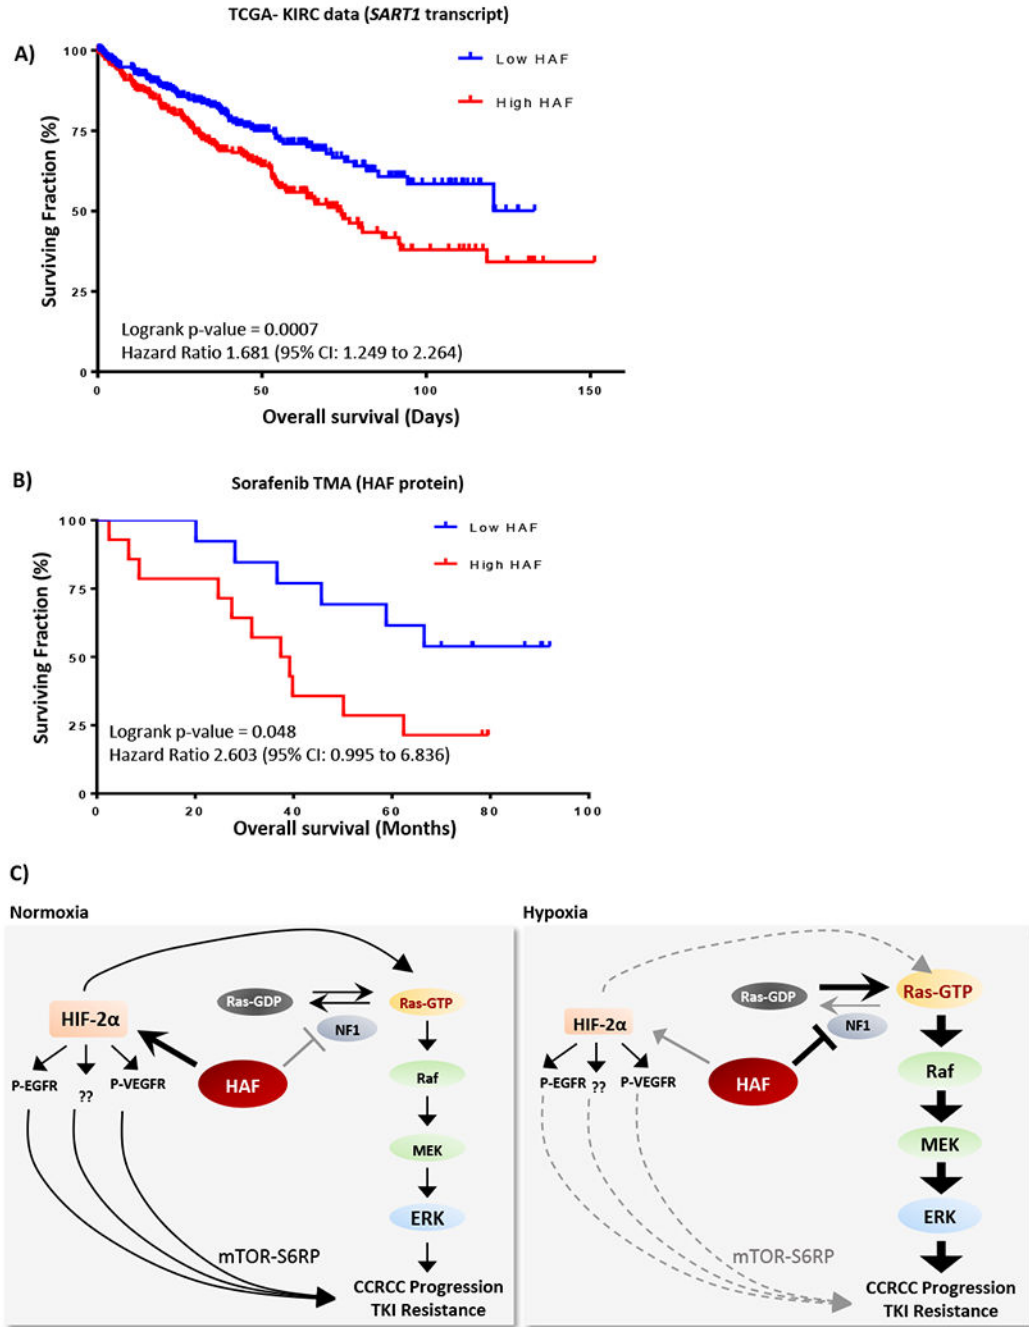 TCGA- KIRC data (SART1 transcript)
A)
Low HAF
High HAF
100
75
50
25
0
Surviving Fraction (%)
Logrank p-value = 0.0007
Hazard Ratio 1.681 (95% CI: 1.249 to 2.264)
0 50 100 150
Overall survival (Days)
B)
Sorafenib TMA (HAF protein)
Low HAF
High HAF
100
75
50
25
0
Surviving Fraction (%)
Logrank p-value = 0.048
Hazard Ratio 2.603 (95% CI: 0.995 to 6.836)
0 20 40 60 80 100
Overall survival (Months)
C)
Normoxia
HIF-2α
Ras-GDP
Ras-GTP
NF1
HAF
P-EGFR
??
P-VEGFR
Raf
MEK
ERK
mTOR-S6RP
CCRCC Progression
TKI Resistance
Hypoxia
HIF-2α
Ras-GDP
Ras-GTP
NF1
HAF
P-EGFR
??
P-VEGFR
Raf
MEK
ERK
mTOR-S6RP
CCRCC Progression
TKI Resistance